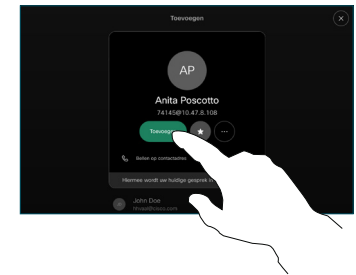 Toevoegen
AP
Anita Poscotto
74145@10.47.8.108
Toevoegen
Bellen op contactadres
Hiermee wordt uw huidige gesprek in
John Doe